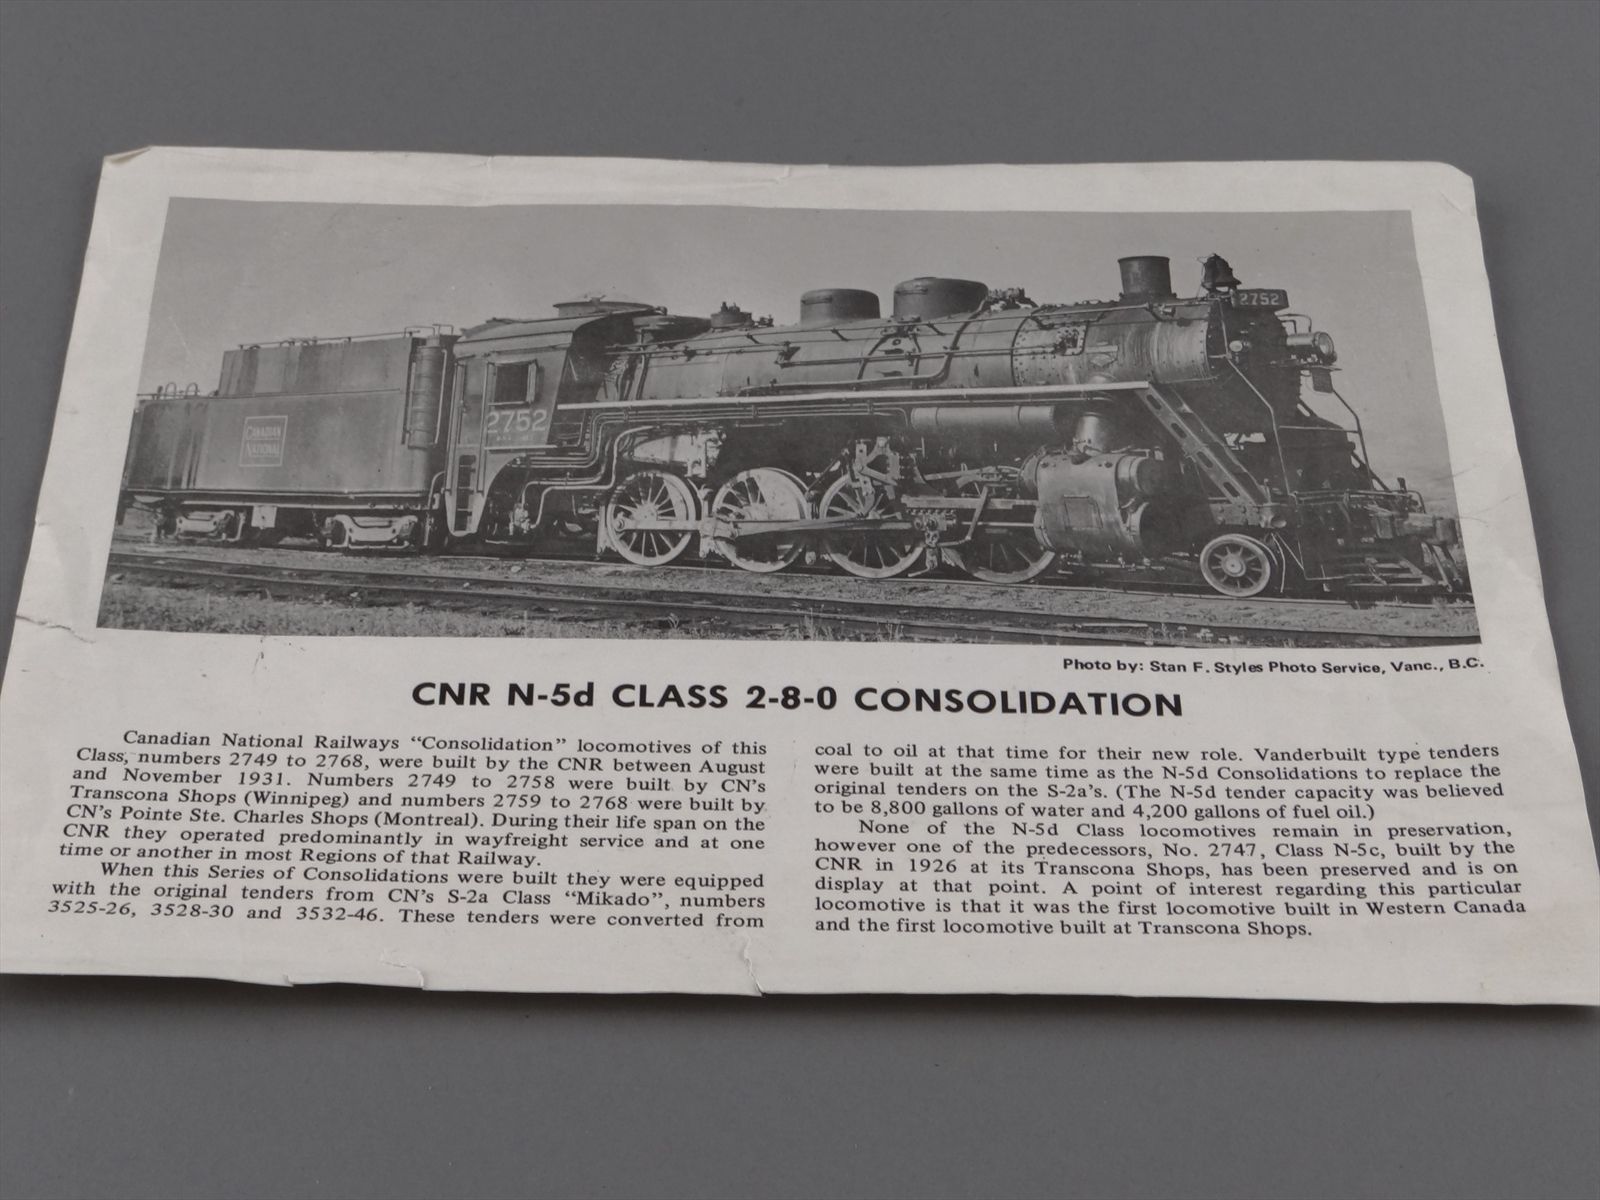 2752
2752
CANADIAN
NATIONAL
Photo by: Stan F. Styles Photo Service, Vanc., B.C.
CNR N-5d CLASS 2-8-0 CONSOLIDATION
Canadian National Railways “Consolidation” locomotives of this
Class, numbers 2749 to 2768, were built by the CNR between August
and November 1931. Numbers 2749 to 2758 were built by CN’s
Transcona Shops (Winnipeg) and numbers 2759 to 2768 were built by
CN’s Pointe Ste. Charles Shops (Montreal). During their life span on the
CNR they operated predominantly in wayfreight service and at one
time or another in most Regions of that Railway.
When this Series of Consolidations were built they were equipped
with the original tenders from CN’s S-2a Class “Mikado”, numbers
3525-26, 3528-30 and 3532-46. These tenders were converted from
coal to oil at that time for their new role. Vanderbuilt type tenders
were built at the same time as the N-5d Consolidations to replace the
original tenders on the S-2a’s. (The N-5d tender capacity was believed
to be 8,800 gallons of water and 4,200 gallons of fuel oil.)
None of the N-5d Class locomotives remain in preservation,
however one of the predecessors, No. 2747, Class N-5c, built by the
CNR in 1926 at its Transcona Shops, has been preserved and is on
display at that point. A point of interest regarding this particular
locomotive is that it was the first locomotive built in Western Canada
and the first locomotive built at Transcona Shops.